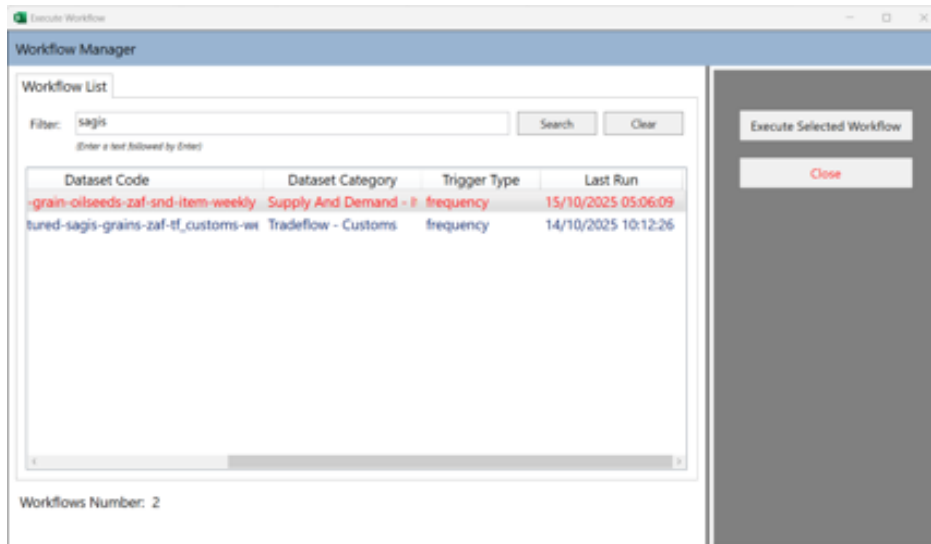 Execute Workflow
Workflow Manager
Workflow List
Filter: sagis Search Clear
(Enter a text followed by Enter)
Execute Selected Workflow
Close
Dataset Code Dataset Category Trigger Type Last Run
-grain-oilseeds-zaf-snd-item-weekly Supply And Demand - It frequency 15/10/2025 05:06:09
tured-sagis-grains-zaf-tf_customs-we Tradeflow - Customs frequency 14/10/2025 10:12:26
Workflows Number: 2